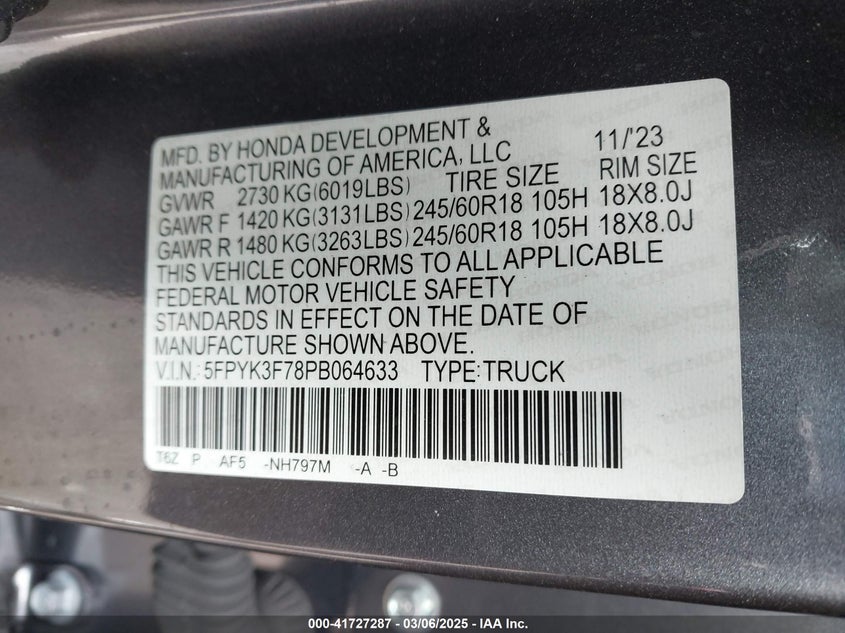 MFD. BY HONDA DEVELOPMENT & 11/'23
MANUFACTURING OF AMERICA, LLC
GVWR 2730 KG(6019LBS) TIRE SIZE RIM SIZE
GAWR F 1420 KG(3131LBS) 245/60R18 105H 18X8.0J
GAWR R 1480 KG(3263LBS) 245/60R18 105H 18X8.0J
THIS VEHICLE CONFORMS TO ALL APPLICABLE
FEDERAL MOTOR VEHICLE SAFETY
STANDARDS IN EFFECT ON THE DATE OF
MANUFACTURE SHOWN ABOVE.
V.I.N.: 5FPYK3F78PB064633 TYPE: TRUCK
T6Z P AF5 -NH797M -A -B
000-41727287 - 03/06/2025 - IAA Inc.